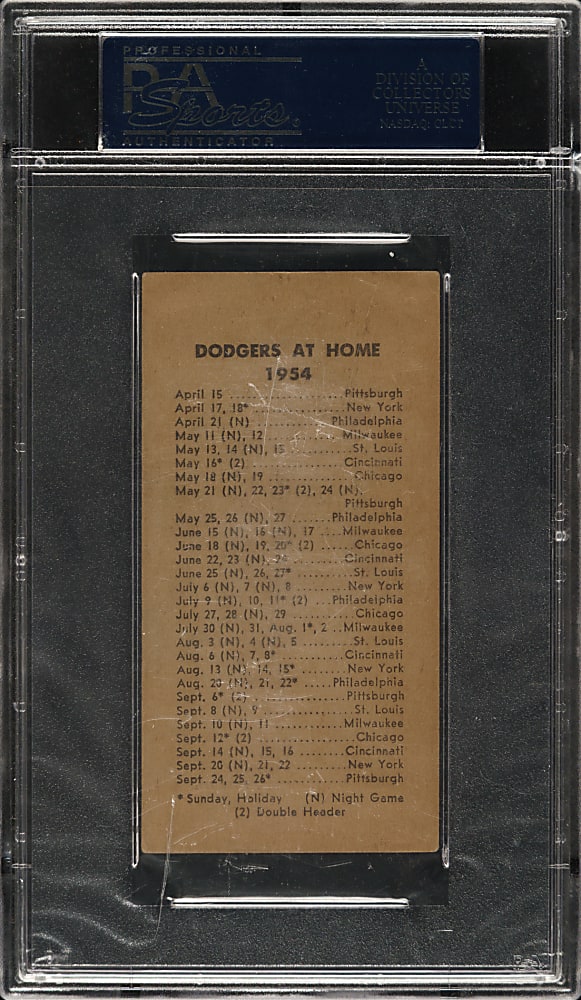 PROFESSIONAL
PSA
Sports.
AUTHENTICATOR
A
DIVISION OF
COLLECTORS
UNIVERSE
NASDAQ: CLCT
DODGERS AT HOME
1954
April 15 .................... Pittsburgh
April 17, 18* ................ New York
April 21 (N) .............. Philadelphia
May 11 (N), 12 ............. Milwaukee
May 13, 14 (N), 15 .......... St. Louis
May 16* (2) ................ Cincinnati
May 18 (N), 19 ............... Chicago
May 21 (N), 22, 23* (2), 24 (N),
Pittsburgh
May 25, 26 (N), 27 ....... Philadelphia
June 15 (N), 16 (N), 17 ... Milwaukee
June 18 (N), 19, 20* (2) .... Chicago
June 22, 23 (N), 24 ........ Cincinnati
June 25 (N), 26, 27* ........ St. Louis
July 6 (N), 7 (N), 8 ......... New York
July 9 (N), 10, 11* (2) ... Philadelphia
July 27, 28 (N), 29 .......... Chicago
July 30 (N), 31, Aug. 1*, 2 .. Milwaukee
Aug. 3 (N), 4 (N), 5 ........ St. Louis
Aug. 6 (N), 7, 8* .......... Cincinnati
Aug. 13 (N), 14, 15* ........ New York
Aug. 20 (N), 21, 22* ..... Philadelphia
Sept. 6* (2) ............... Pittsburgh
Sept. 8 (N), 9 .............. St. Louis
Sept. 10 (N), 11 ........... Milwaukee
Sept. 12* (2) ................ Chicago
Sept. 14 (N), 15, 16 ....... Cincinnati
Sept. 20 (N), 21, 22 ........ New York
Sept. 24, 25, 26* .......... Pittsburgh
* Sunday, Holiday (N) Night Game
(2) Double Header